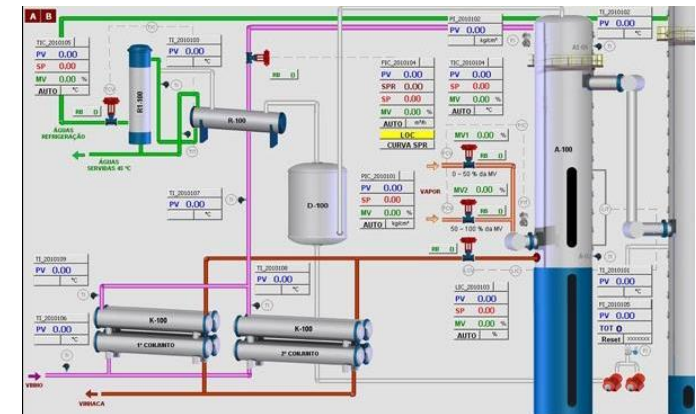 A B
TIC_2010105
PV 0.00
SP 0.00
MV 0.00 %
AUTO °C
TI_2010103
PV 0.00
°C
RB 0
R1-100
R-100
ÁGUAS
REFRIGERAÇÃO
ÁGUAS
SERVIDAS 45 °C
RB 0
FIC_2010104
PV 0.00
SPR 0.00
SP 0.00
MV 0.00 %
AUTO m³/h
LOC
CURVA SPR
TIC_2010104
PV 0.00
SP 0.00
MV 0.00 %
AUTO °C
PI_2010102
PV 0.00
kg/cm²
TI_2010102
PV 0.00
°C
A-100
MV1 RB 0
0 - 50 % da MV
VAPOR
MV2 RB 0
50 - 100 % da MV
RB 0
PIC_2010101
PV 0.00
SP 0.00
MV 0.00 %
AUTO kg/cm²
D-100
TI_2010107
PV 0.00
°C
TI_2010109
PV 0.00
°C
TI_2010108
PV 0.00
°C
TI_2010106
PV 0.00
°C
K-100
1° CONJUNTO
K-100
2° CONJUNTO
VINHO
VINHACA
LIC_2010103
PV 0.00
SP 0.00
MV 0.00 %
AUTO %
TI_2010101
PV 0.00
°C
FI_2010105
PV 0.00
TOT 0
Reset